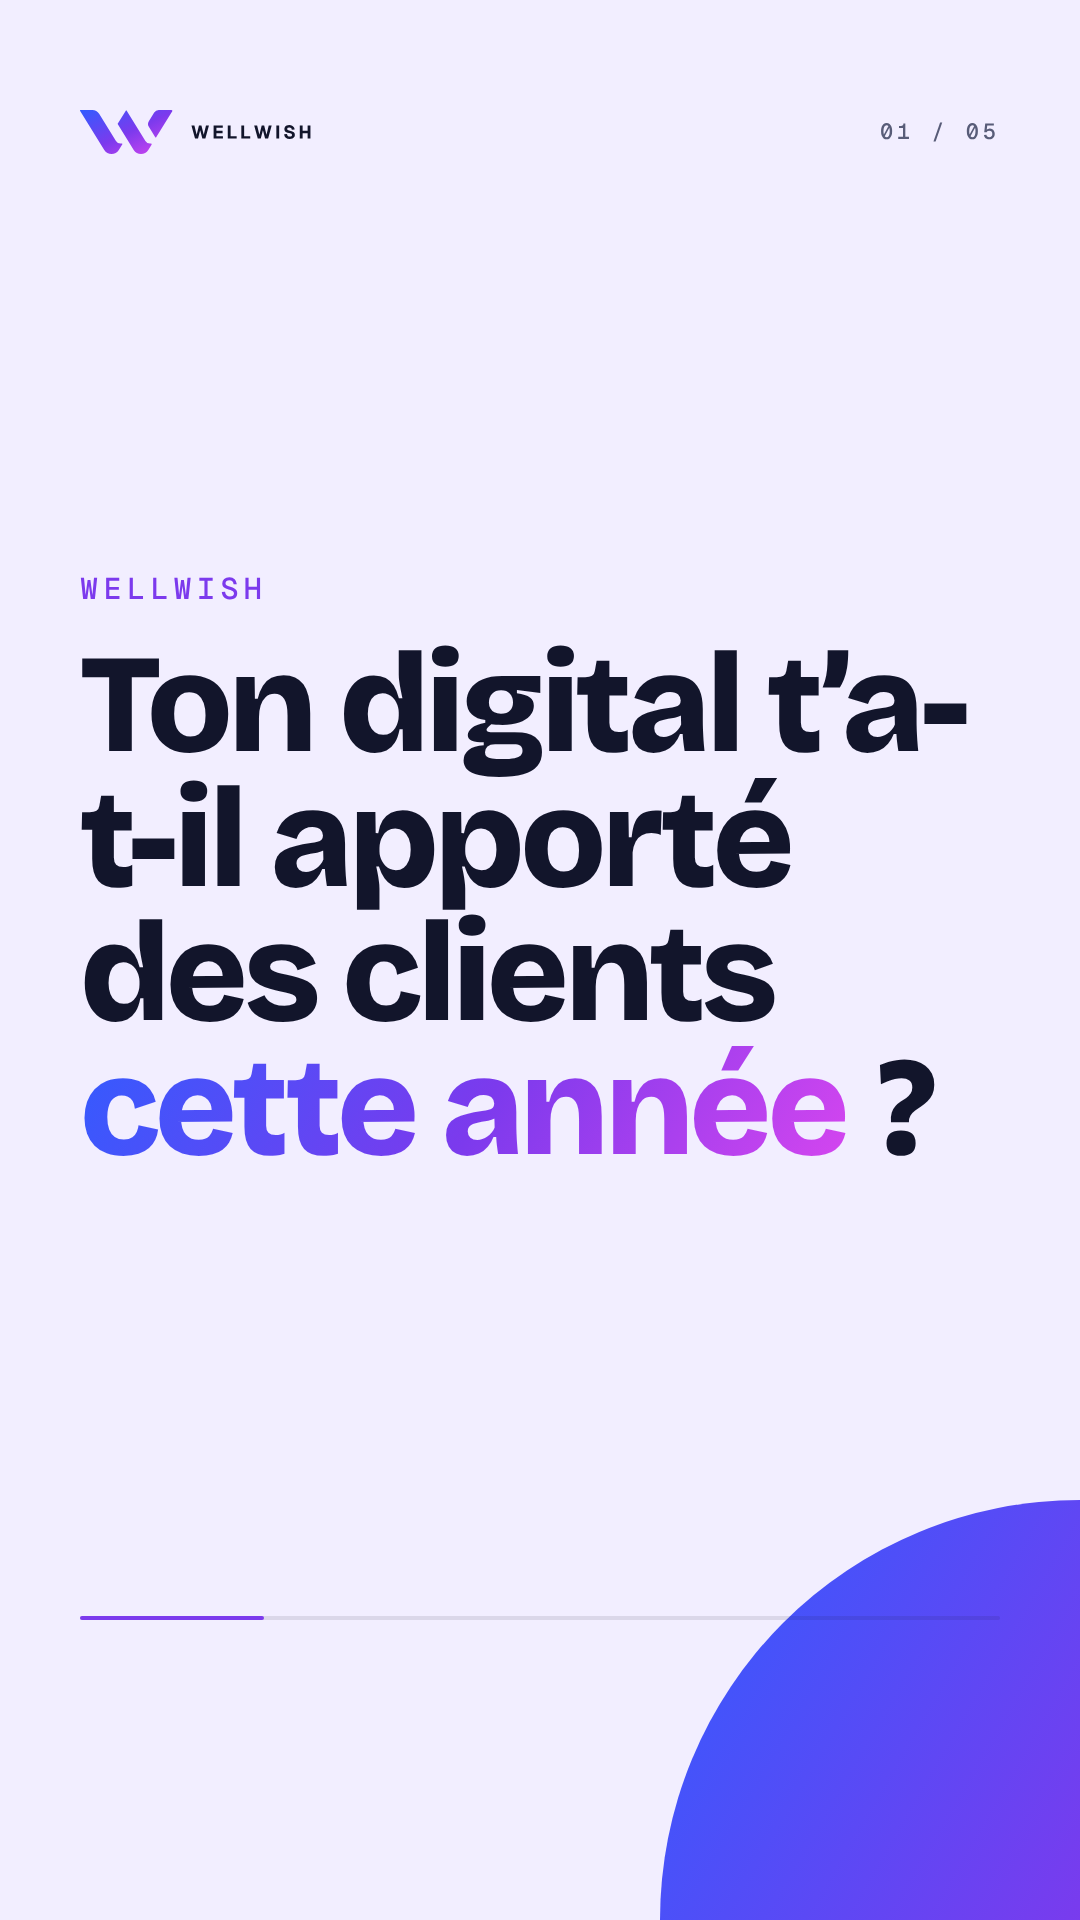 WELLWISH
01 / 05
WELLWISH
Ton digital t’a-
t-il apporté
des clients
cette année ?